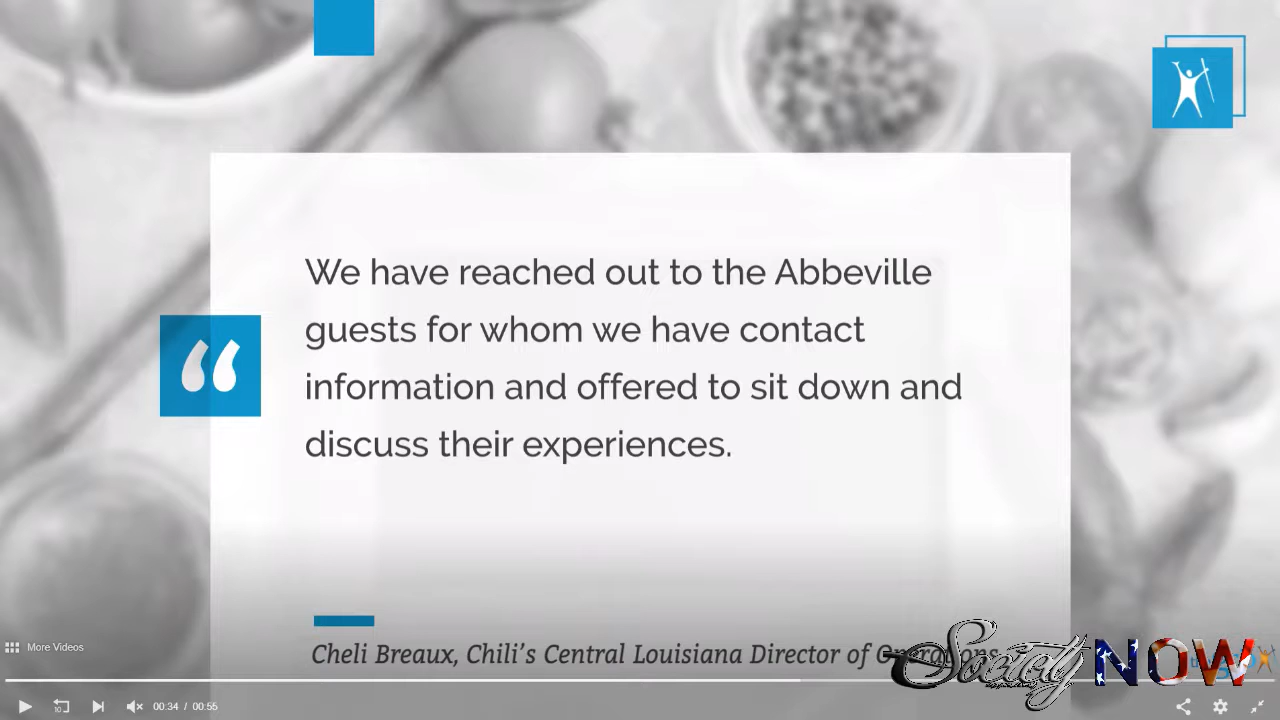 We have reached out to the Abbeville
guests for whom we have contact
information and offered to sit down and
discuss their experiences.
Cheli Breaux, Chili's Central Louisiana Director of Operations
Society NOW
More Videos
10
00:34 / 00:55